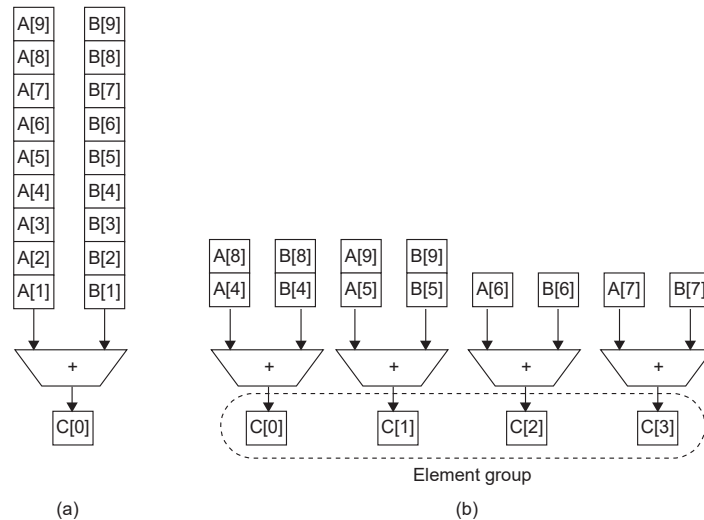 A[9] B[9]
A[8] B[8]
A[7] B[7]
A[6] B[6]
A[5] B[5]
A[4] B[4]
A[3] B[3]
A[2] B[2]
A[1] B[1]
+
C[0]
(a)
A[8] B[8] A[9] B[9]
A[4] B[4] A[5] B[5] A[6] B[6] A[7] B[7]
+ + + +
C[0] C[1] C[2] C[3]
Element group
(b)